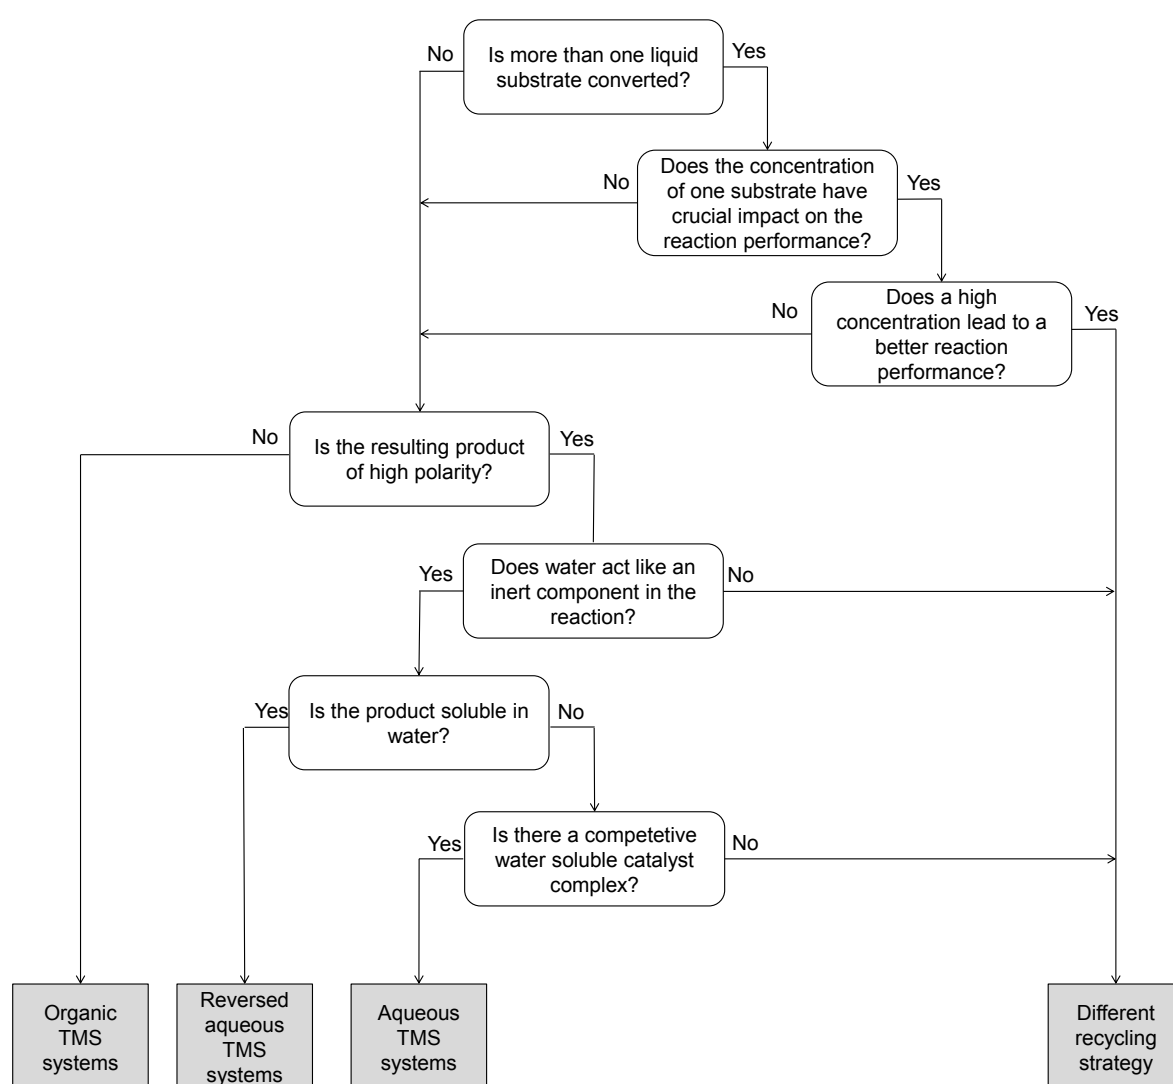 No
Yes
Is more than one liquid
substrate converted?
No
Yes
Does the concentration
of one substrate have
crucial impact on the
reaction performance?
No
Yes
Does a high
concentration lead to a
better reaction
performance?
No
Yes
Is the resulting product
of high polarity?
Yes
No
Does water act like an
inert component in the
reaction?
Yes
No
Is the product soluble in
water?
Yes
No
Is there a competetive
water soluble catalyst
complex?
Organic
TMS
systems
Reversed
aqueous
TMS
systems
Aqueous
TMS
systems
Different
recycling
strategy